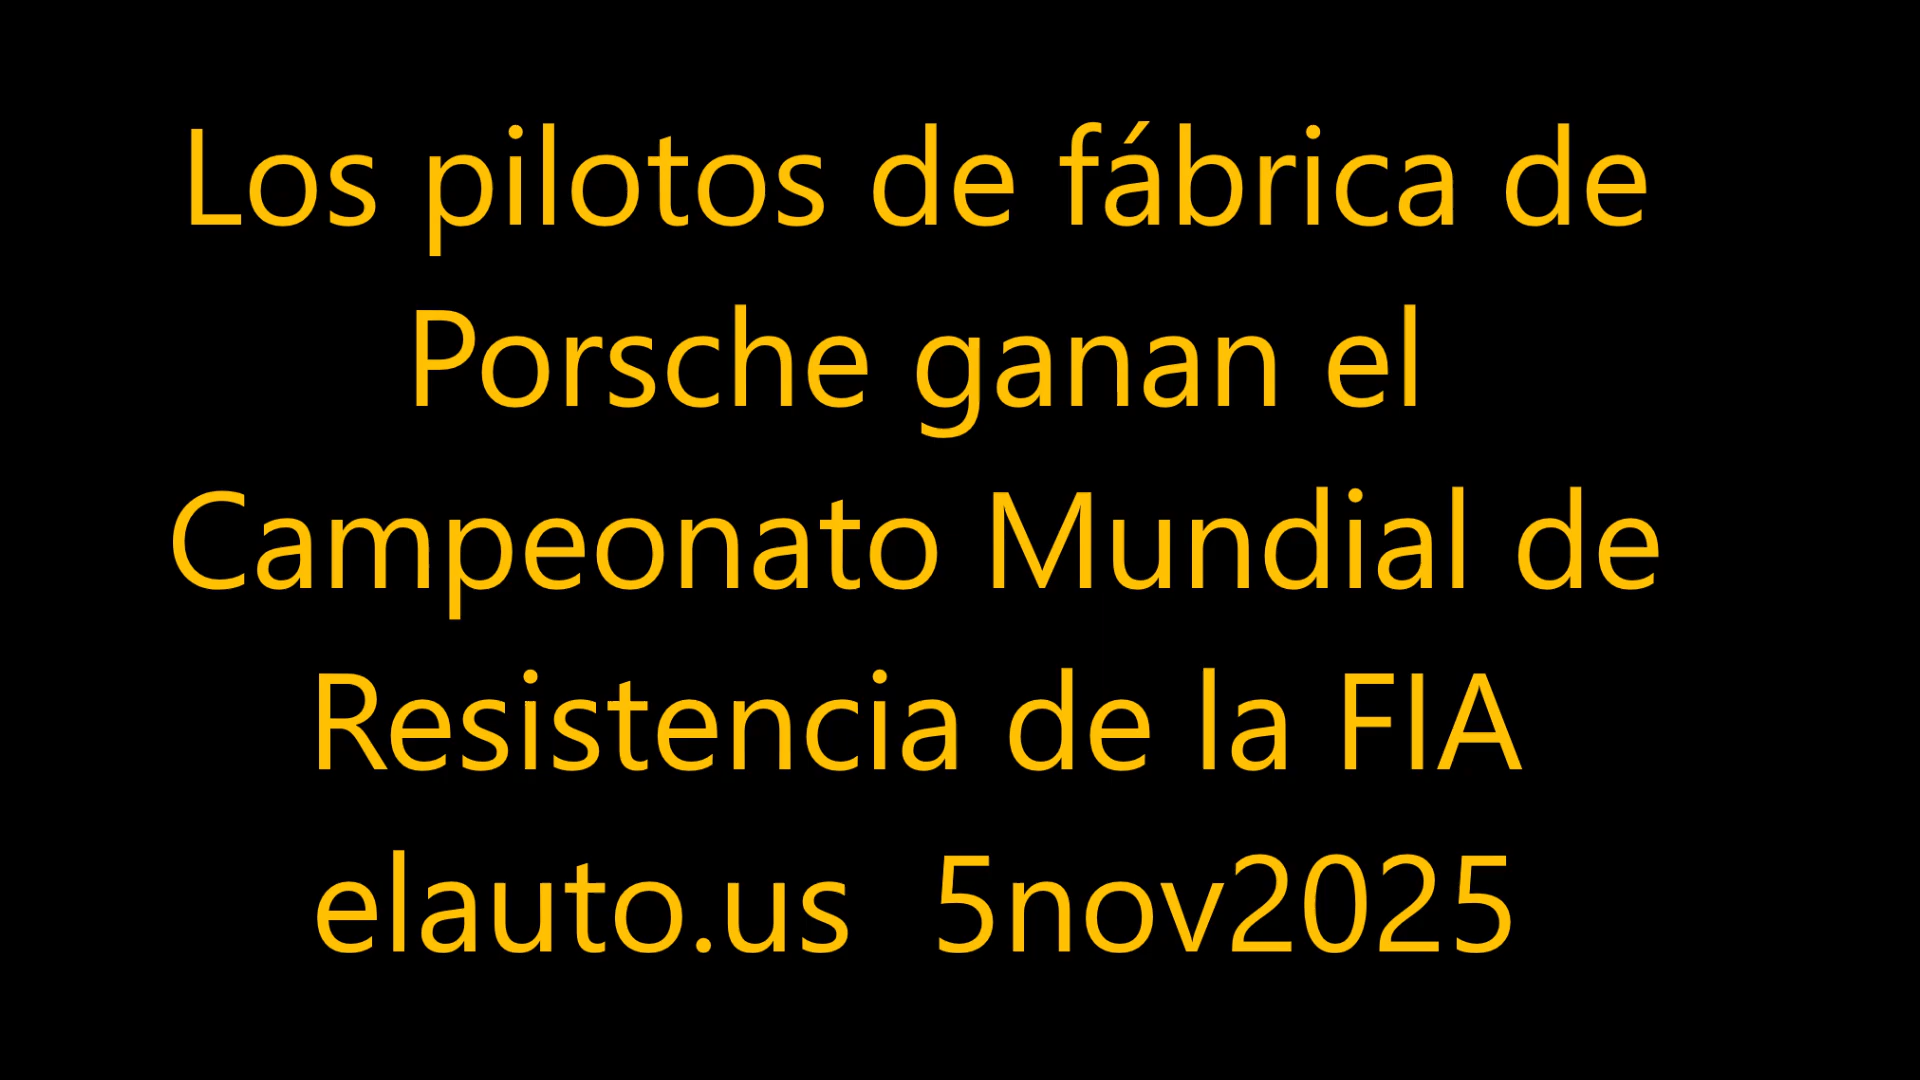 Los pilotos de fábrica de
Porsche ganan el
Campeonato Mundial de
Resistencia de la FIA
elauto.us  5nov2025